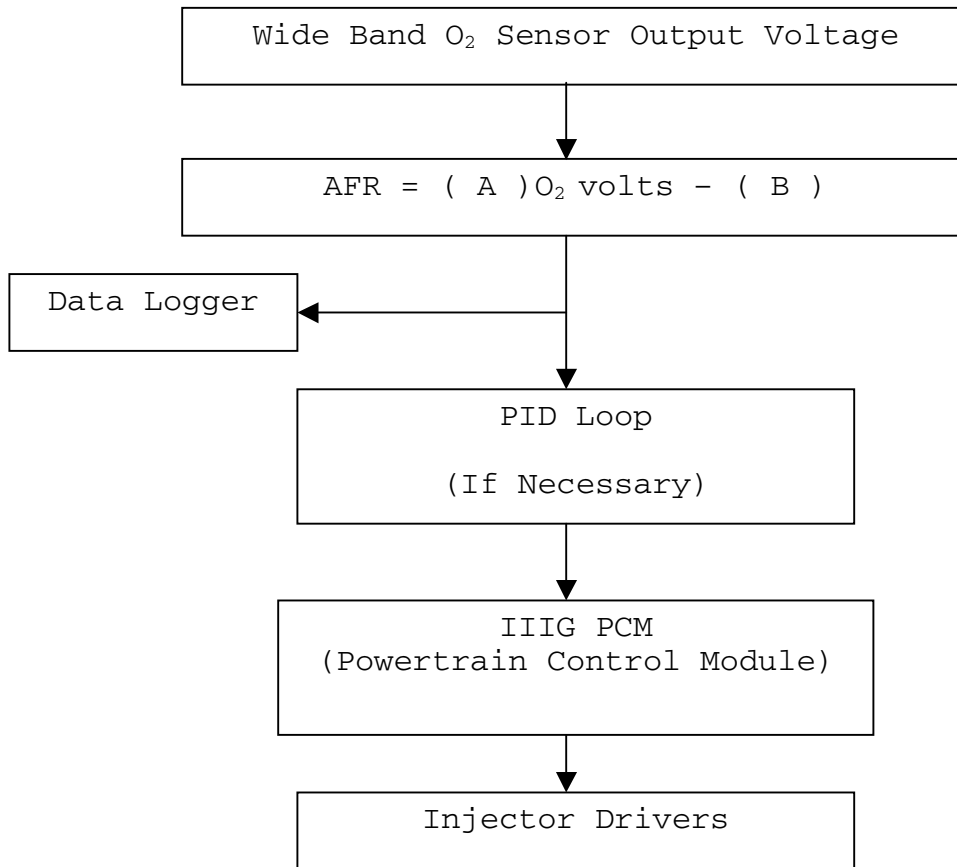 Wide Band O₂ Sensor Output Voltage
AFR = ( A )O₂ volts – ( B )
Data Logger
PID Loop
(If Necessary)
IIIG PCM
(Powertrain Control Module)
Injector Drivers